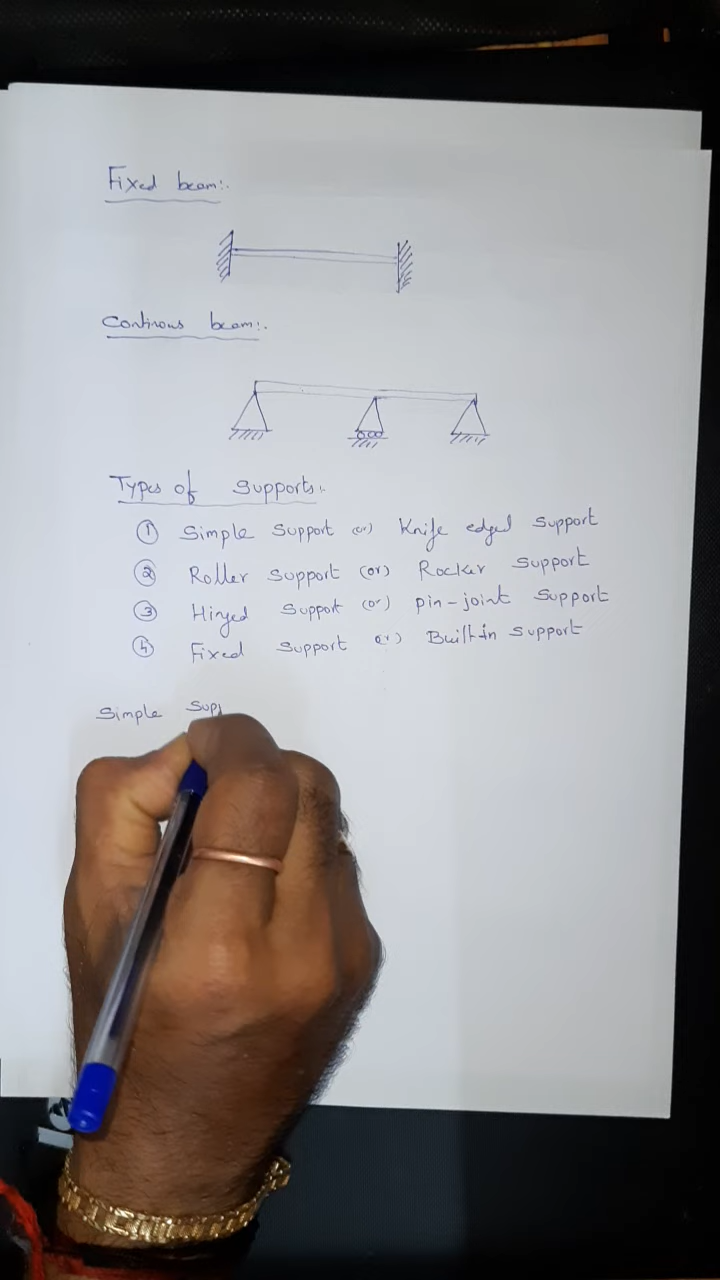 Fixed beam:.
Continous beam:.
Types of Supports:.
① Simple Support (or) Knife edged Support
② Roller Support (or) Rocker Support
③ Hinged Support (or) Pin-joint Support
④ Fixed Support (or) Built-in Support
Simple Sup